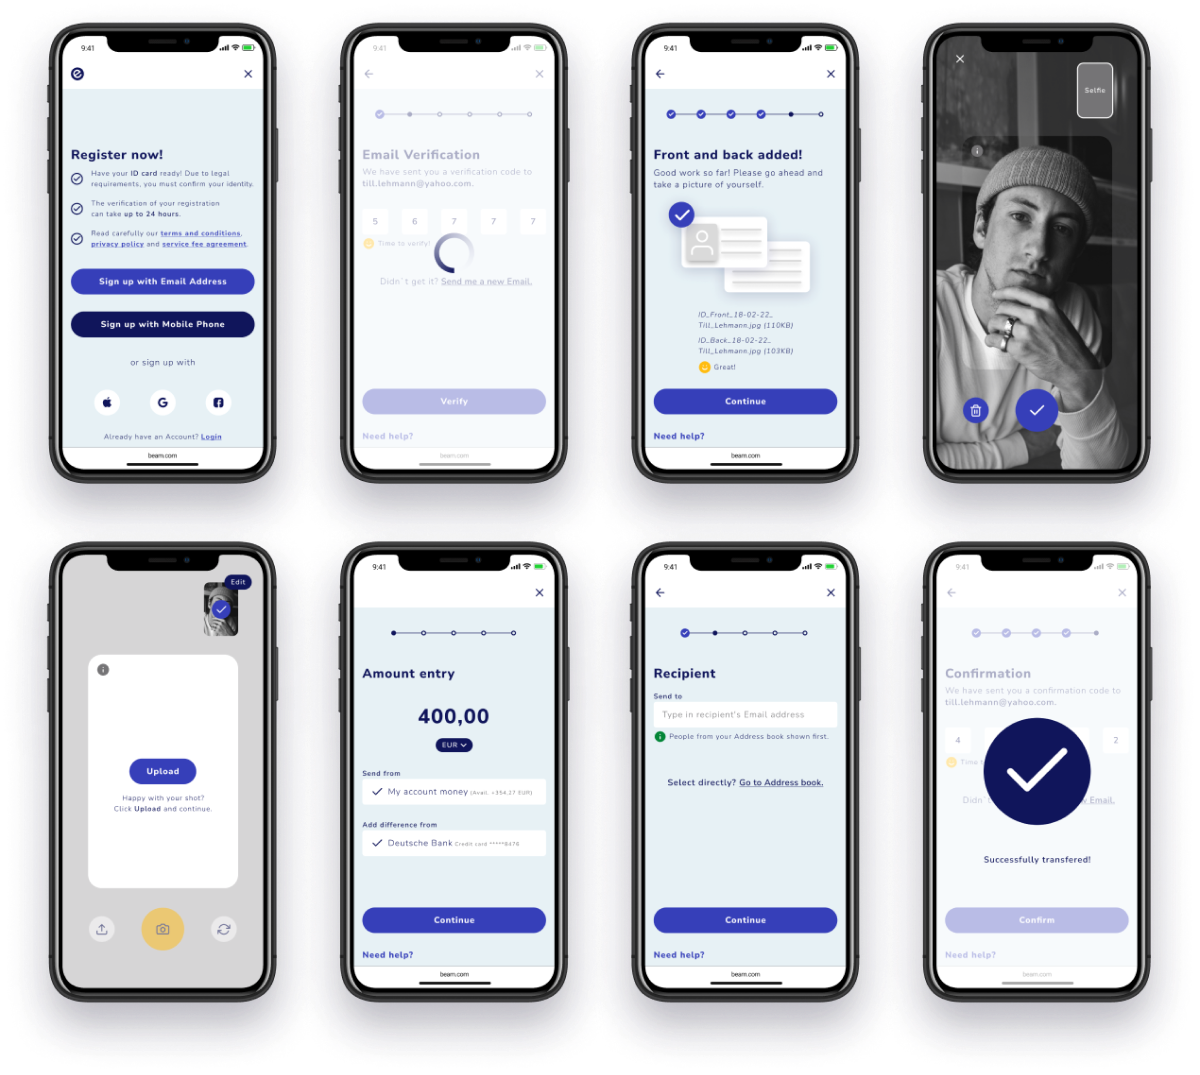 9:41
Register now!
Have your ID card ready! Due to legal
requirements, you must confirm your identity.
The verification of your registration
can take up to 24 hours.
Read carefully our terms and conditions,
privacy policy and service fee agreement.
Sign up with Email Address
Sign up with Mobile Phone
or sign up with
Already have an Account? Login
beam.com
9:41
Email Verification
We have sent you a verification code to
till.lehmann@yahoo.com.
5 6 7 7 7
Time to verify!
Didn`t get it? Send me a new Email.
Verify
Need help?
beam.com
9:41
Front and back added!
Good work so far! Please go ahead and
take a picture of yourself.
ID_Front_18-02-22_
Till_Lehmann.jpg (110KB)
ID_Back_18-02-22_
Till_Lehmann.jpg (103KB)
Great!
Continue
Need help?
beam.com
Selfie
Edit
Upload
Happy with your shot?
Click Upload and continue.
9:41
Amount entry
400,00
EUR
Send from
My account money (Avail. +394,27 EUR)
Add difference from
Deutsche Bank Credit card
Continue
Need help?
beam.com
9:41
Recipient
Send to
Type in recipient's Email address
People from your Address book shown first.
Select directly? Go to Address book.
Continue
Need help?
beam.com
9:41
Confirmation
We have sent you a confirmation code to
till.lehmann@yahoo.com.
4 2
Time
Didn Email.
Successfully transfered!
Confirm
Need help?
beam.com